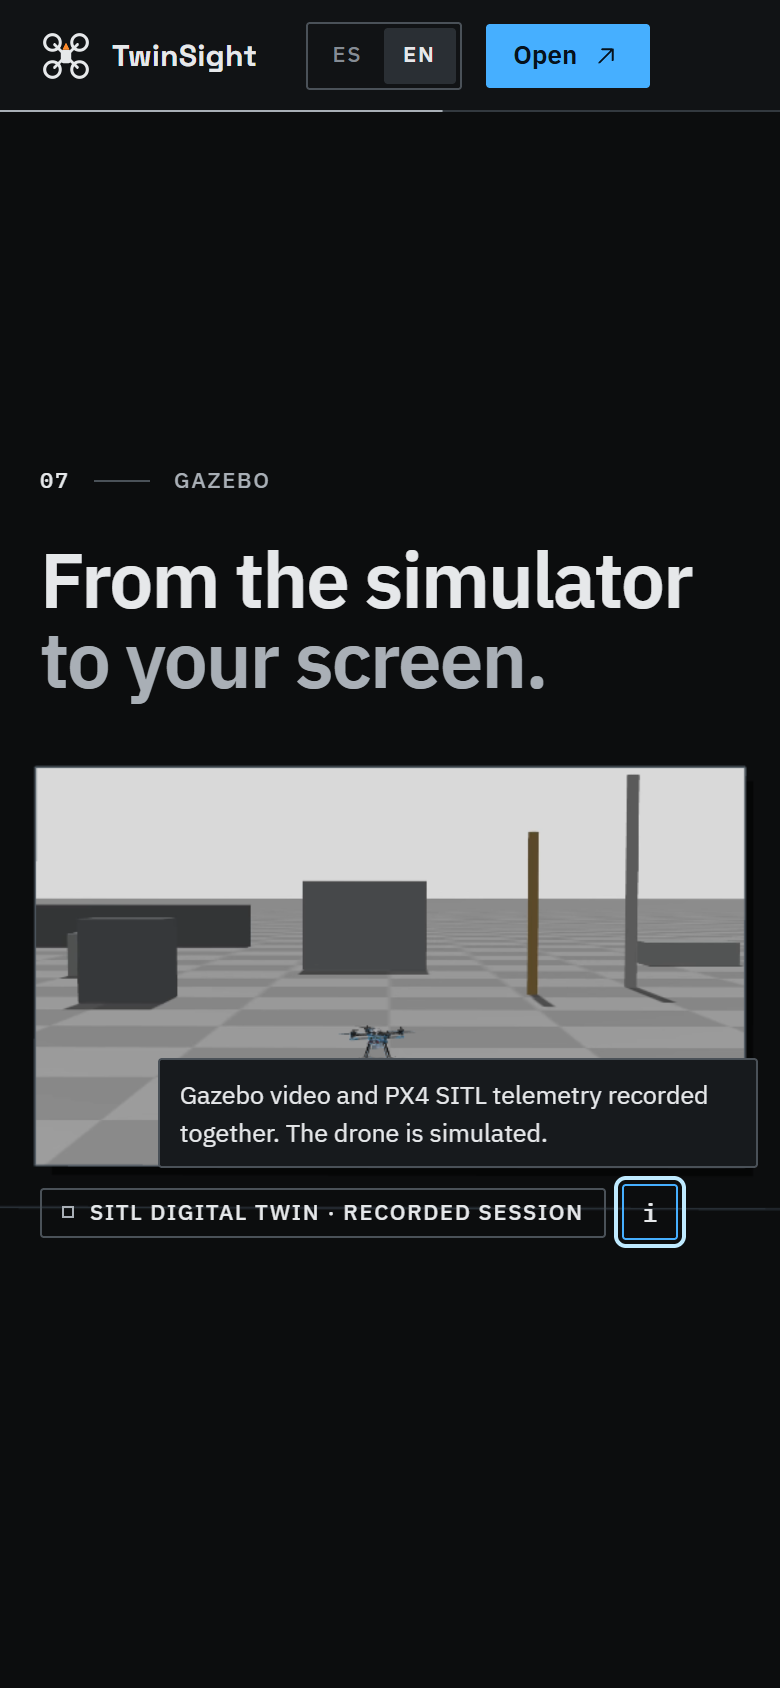 TwinSight
ES EN
Open
07 GAZEBO
From the simulator
to your screen.
Gazebo video and PX4 SITL telemetry recorded
together. The drone is simulated.
SITL DIGITAL TWIN · RECORDED SESSION
i